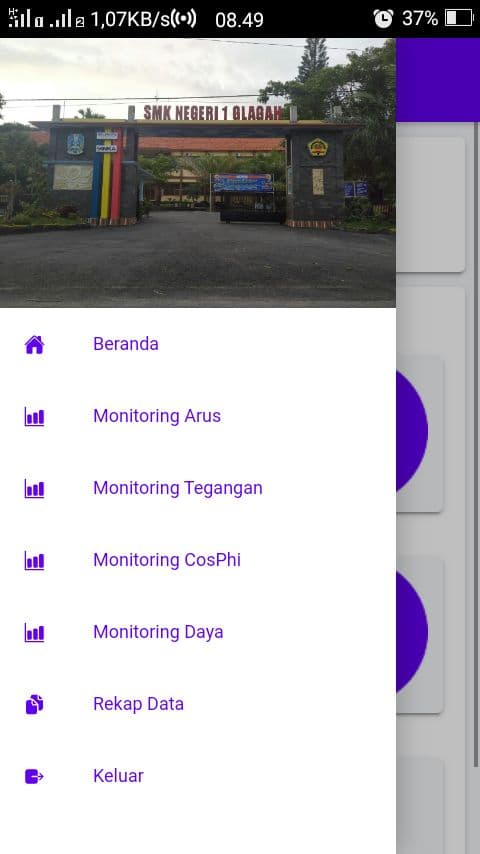 1,07KB/s
08.49
37%
SMK NEGERI 1 GLAGAH
Beranda
Monitoring Arus
Monitoring Tegangan
Monitoring CosPhi
Monitoring Daya
Rekap Data
Keluar